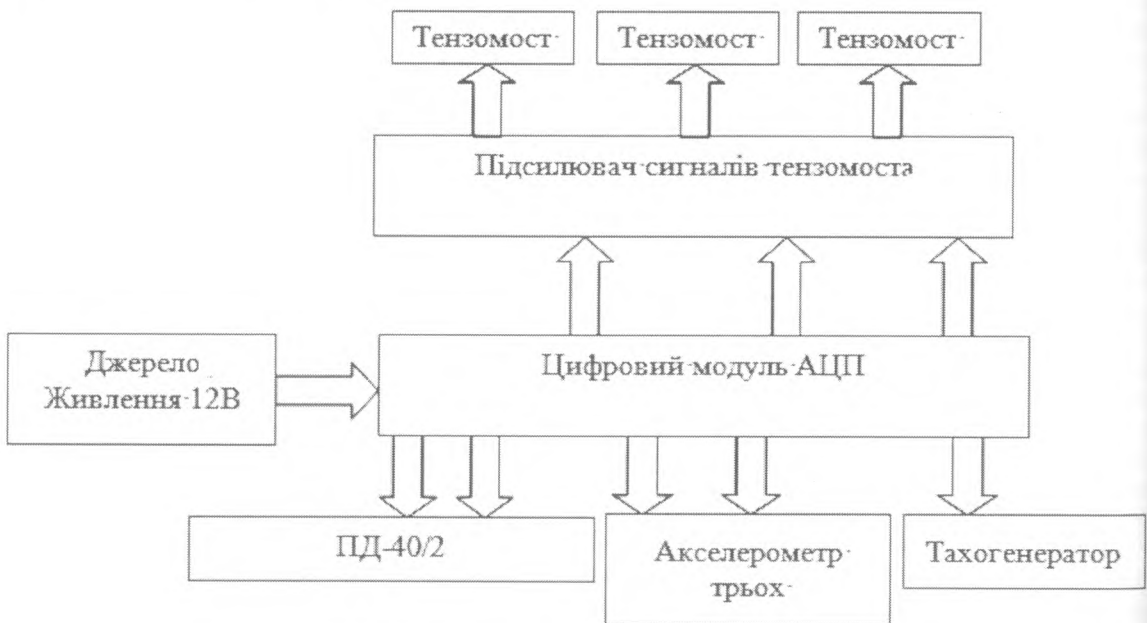 Тензомост
Тензомост
Тензомост
Підсилювач сигналів тензомоста
Джерело
Живлення 12В
Цифровий модуль АЦП
ПД-40/2
Акселерометр
трьох
Тахогенератор